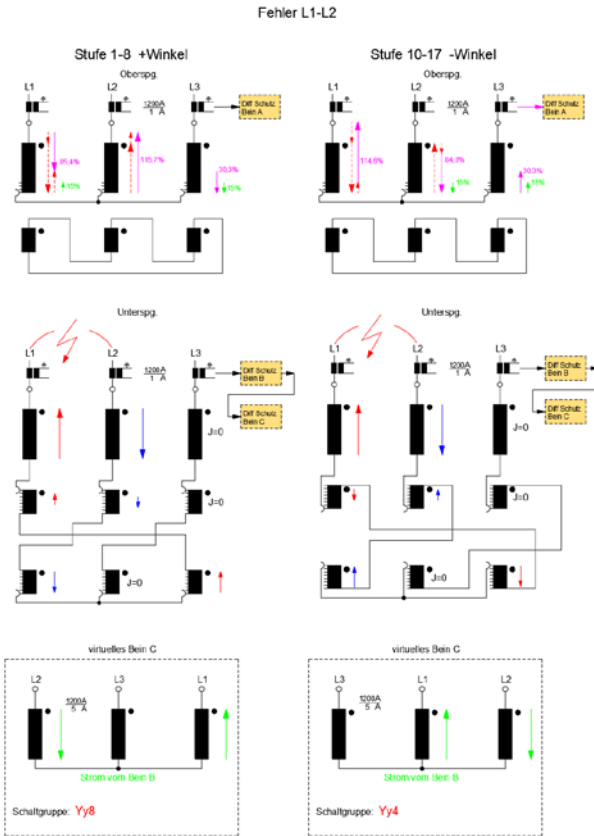 Fehler L1-L2
Stufe 1-8 +Winkel
Oberspg.
L1
L2
L3
1200A
1 A
Diff Schutz
Bein A
85,4%
15%
115,7%
30,3%
15%
Unterspg.
L1
L2
L3
1200A
1 A
Diff Schutz
Bein B
Diff Schutz
Bein C
J=0
J=0
J=0
virtuelles Bein C
L2
L3
L1
1200A
5 A
Strom vom Bein B
Schaltgruppe: Yy8
Stufe 10-17 -Winkel
Oberspg.
L1
L2
L3
1200A
1 A
Diff Schutz
Bein A
114,6%
15%
30,3%
15%
Unterspg.
L1
L2
L3
1200A
1 A
Diff Schutz
Bein B
Diff Schutz
Bein C
J=0
J=0
J=0
virtuelles Bein C
L3
L1
L2
1200A
5 A
Strom vom Bein B
Schaltgruppe: Yy4